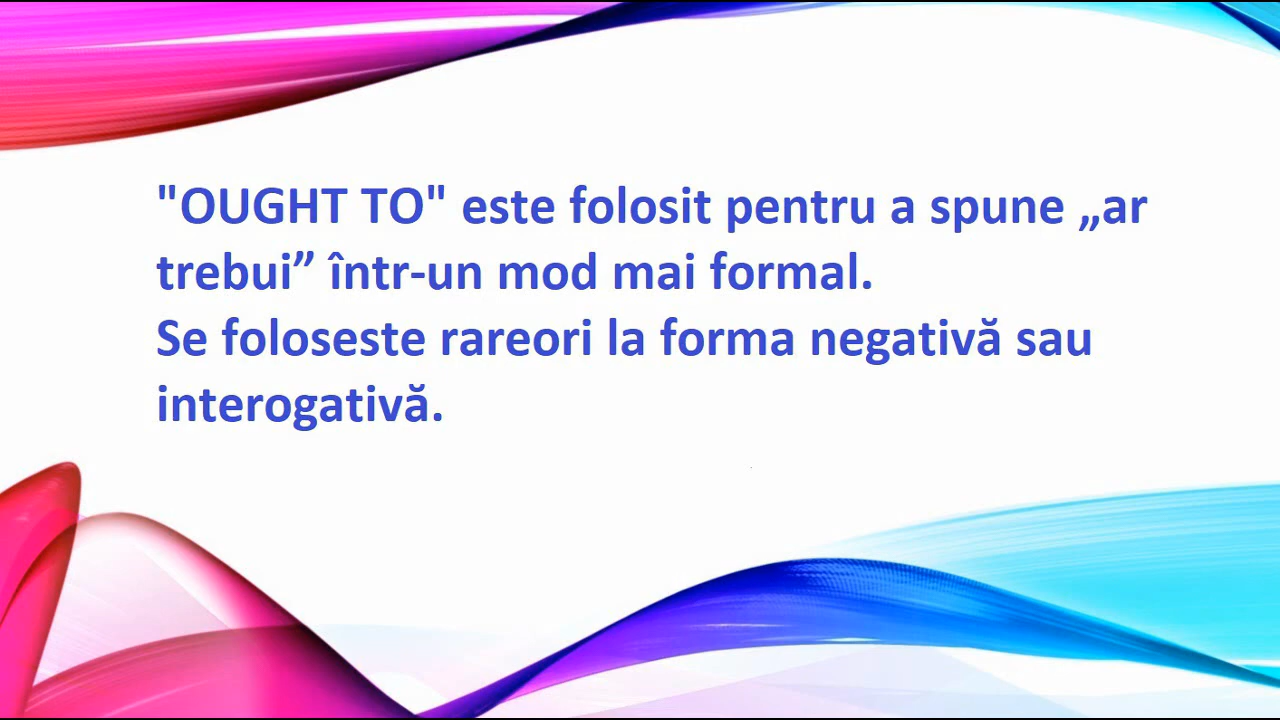 "OUGHT TO" este folosit pentru a spune „ar
trebui” într-un mod mai formal.
Se foloseste rareori la forma negativă sau
interogativă.